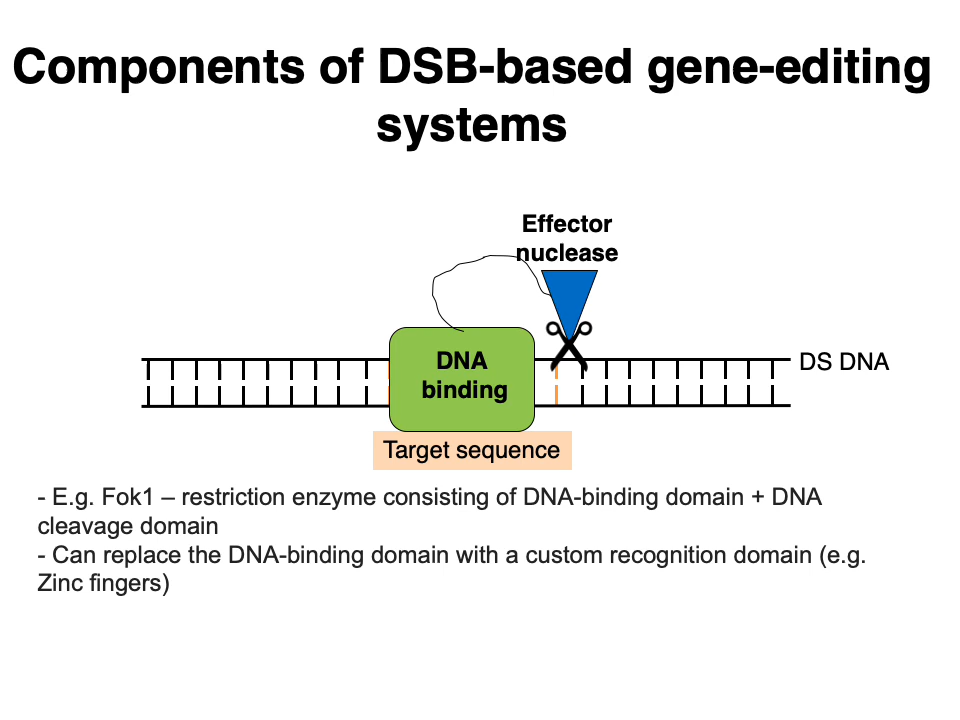 Components of DSB-based gene-editing
systems
Effector
nuclease
DNA
binding
DS DNA
Target sequence
- E.g. Fok1 – restriction enzyme consisting of DNA-binding domain + DNA
cleavage domain
- Can replace the DNA-binding domain with a custom recognition domain (e.g.
Zinc fingers)